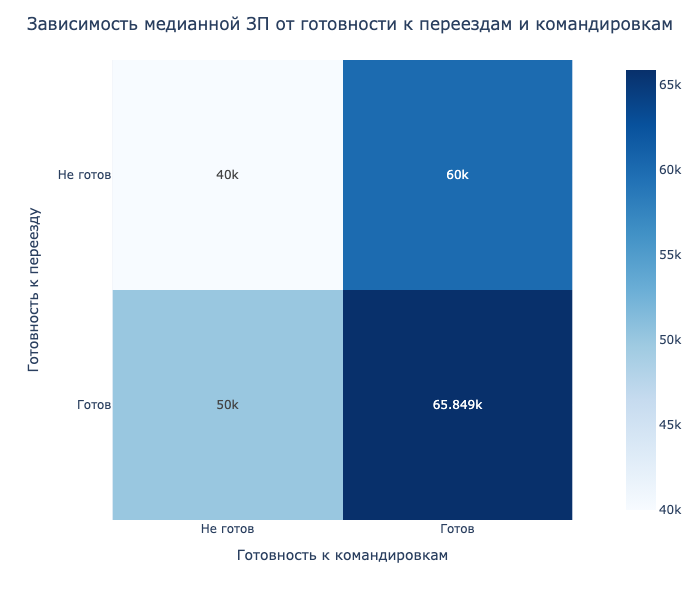 Зависимость медианной ЗП от готовности к переездам и командировкам
Готовность к переезду
Не готов
Готов
40k
60k
50k
65.849k
Не готов
Готов
Готовность к командировкам
65k
60k
55k
50k
45k
40k